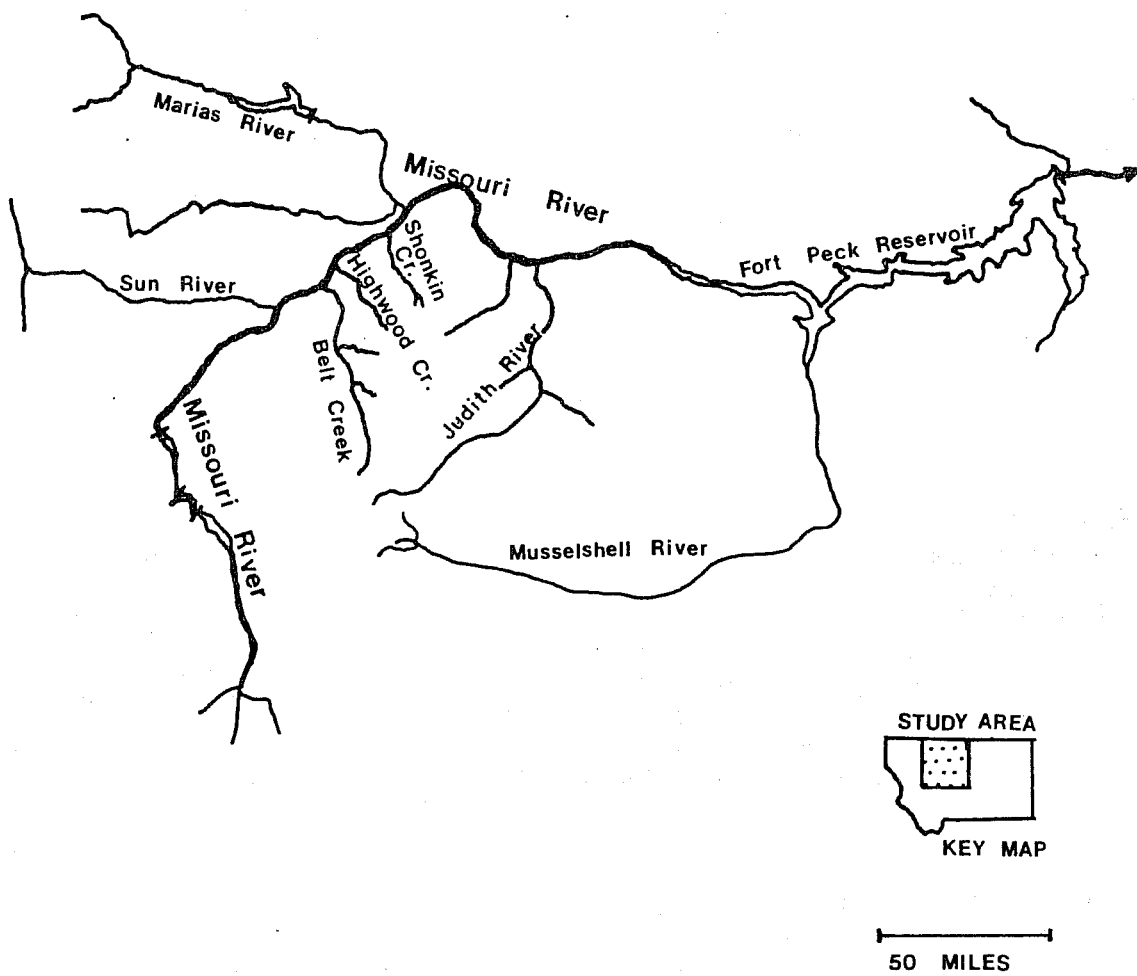 Marias River
Missouri River
Shonkin
Cr.
Fort Peck Reservoir
Sun River
Highwood Cr.
Belt Creek
Judith River
Missouri River
Musselshell River
STUDY AREA
KEY MAP
50 MILES